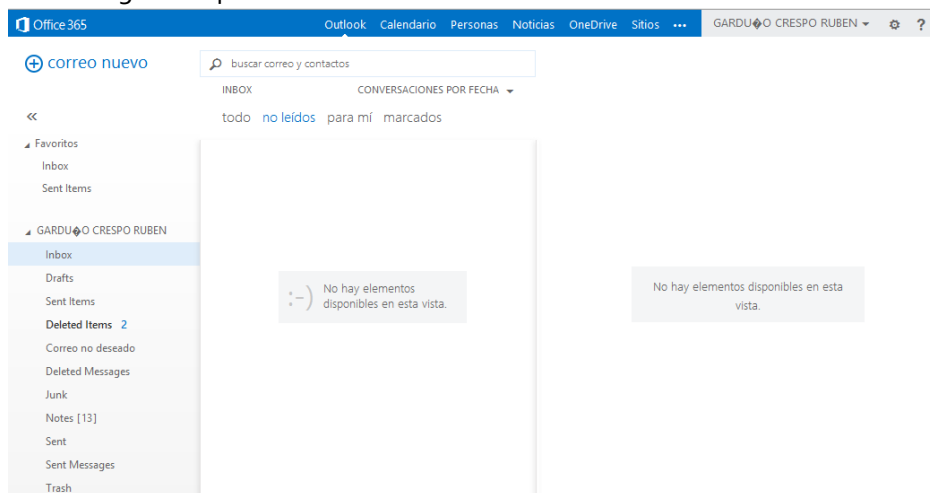 Office 365 Outlook Calendario Personas Noticias OneDrive Sitios ••• GARDU�O CRESPO RUBEN ?
correo nuevo
buscar correo y contactos
INBOX CONVERSACIONES POR FECHA
todo no leídos para mí marcados
Favoritos
Inbox
Sent Items
GARDU�O CRESPO RUBEN
Inbox
Drafts
Sent Items
Deleted Items 2
Correo no deseado
Deleted Messages
Junk
Notes [13]
Sent
Sent Messages
Trash
:-) No hay elementos
disponibles en esta vista.
No hay elementos disponibles en esta
vista.